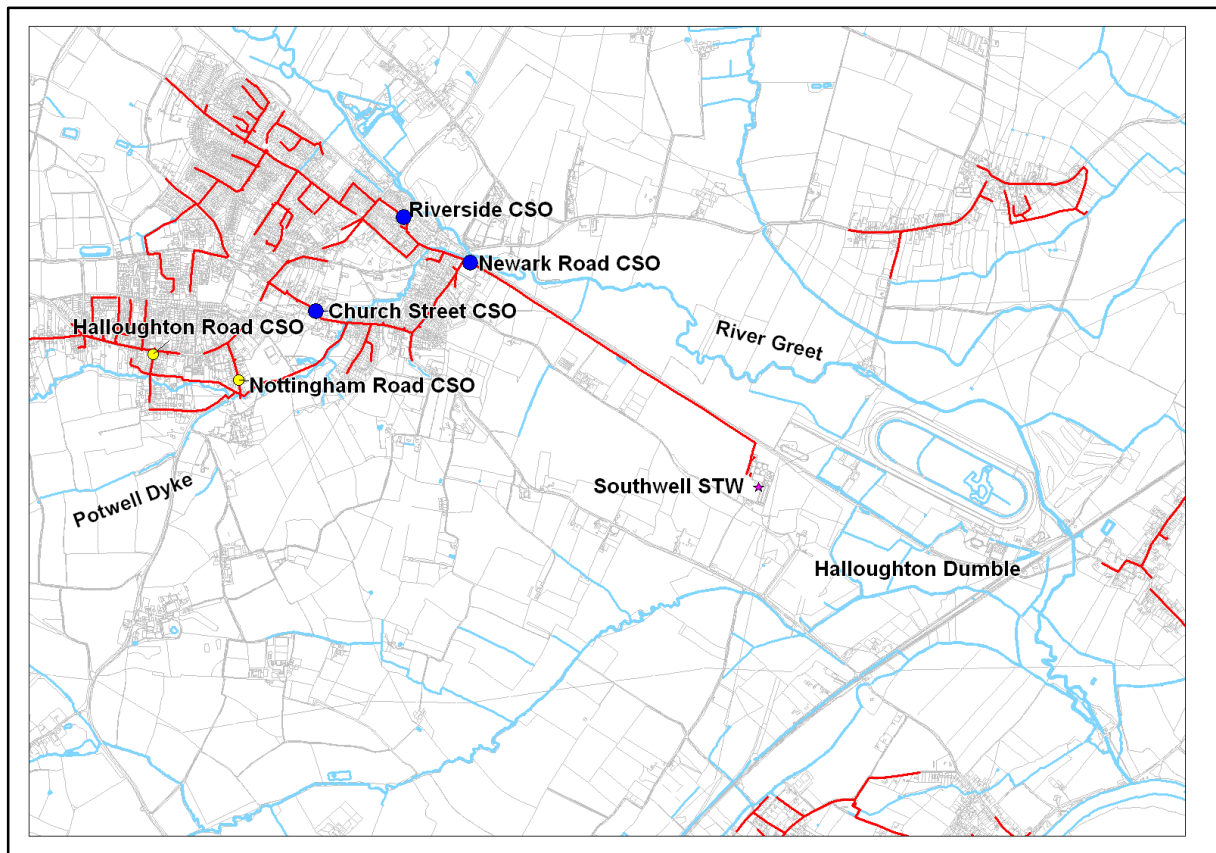 Riverside CSO
Newark Road CSO
Church Street CSO
Halloughton Road CSO
River Greet
Nottingham Road CSO
Potwell Dyke
Southwell STW
Halloughton Dumble